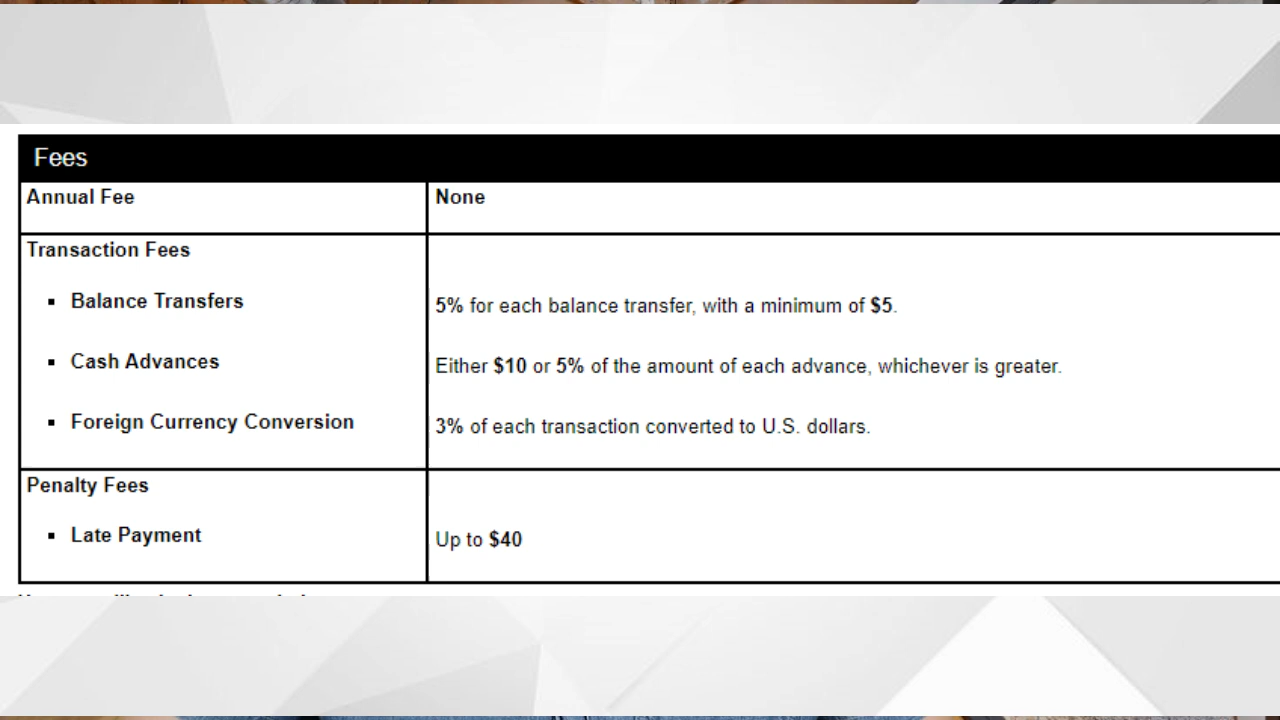 Fees
Annual Fee
None
Transaction Fees
Balance Transfers
5% for each balance transfer, with a minimum of $5.
Cash Advances
Either $10 or 5% of the amount of each advance, whichever is greater.
Foreign Currency Conversion
3% of each transaction converted to U.S. dollars.
Penalty Fees
Late Payment
Up to $40